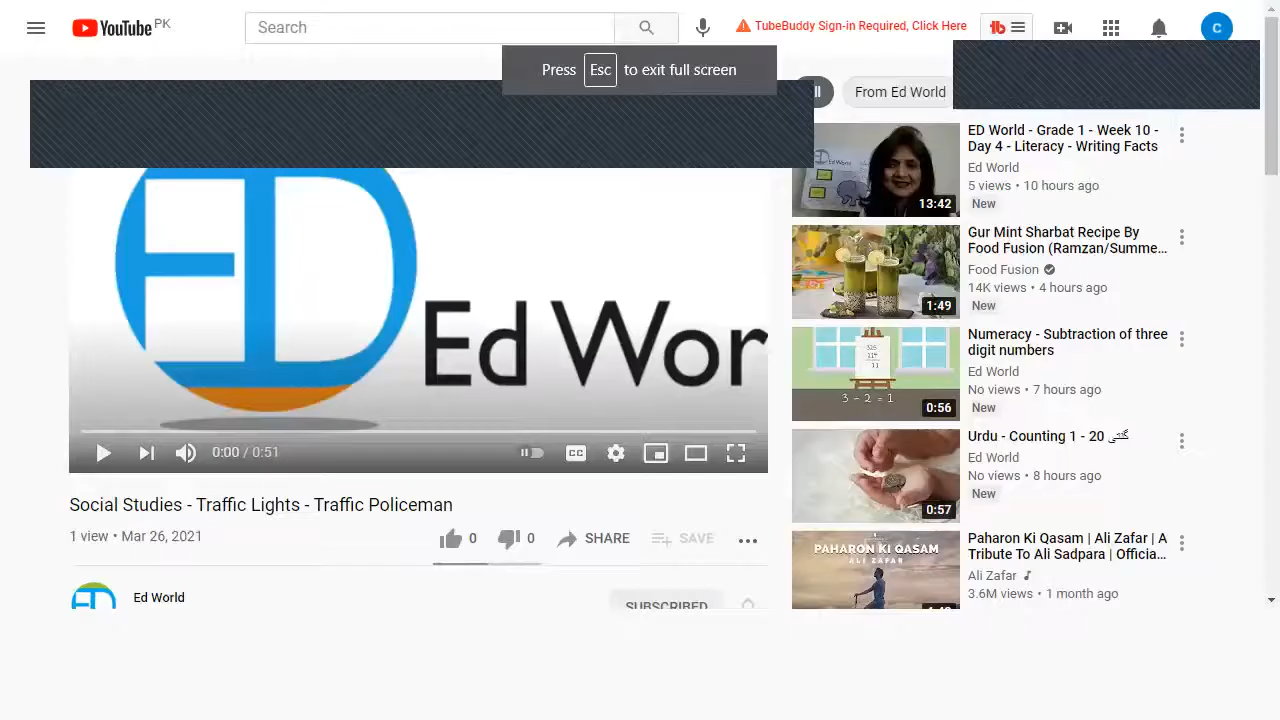 YouTube PK
Search
TubeBuddy Sign-in Required, Click Here
tb
C
Press Esc to exit full screen
From Ed World
ED
Ed Wor
0:00 / 0:51
CC
Social Studies - Traffic Lights - Traffic Policeman
1 view • Mar 26, 2021
0
0
SHARE
SAVE
Ed World
SUBSCRIBED
13:42
ED World - Grade 1 - Week 10 -
Day 4 - Literacy - Writing Facts
Ed World
5 views • 10 hours ago
New
1:49
Gur Mint Sharbat Recipe By
Food Fusion (Ramzan/Summe...
Food Fusion
14K views • 4 hours ago
New
3 - 2 = 1
0:56
Numeracy - Subtraction of three
digit numbers
Ed World
No views • 7 hours ago
New
0:57
Urdu - Counting 1 - 20 گنتی
Ed World
No views • 8 hours ago
New
PAHARON KI QASAM
ALI ZAFAR
Paharon Ki Qasam | Ali Zafar | A
Tribute To Ali Sadpara | Officia...
Ali Zafar
3.6M views • 1 month ago